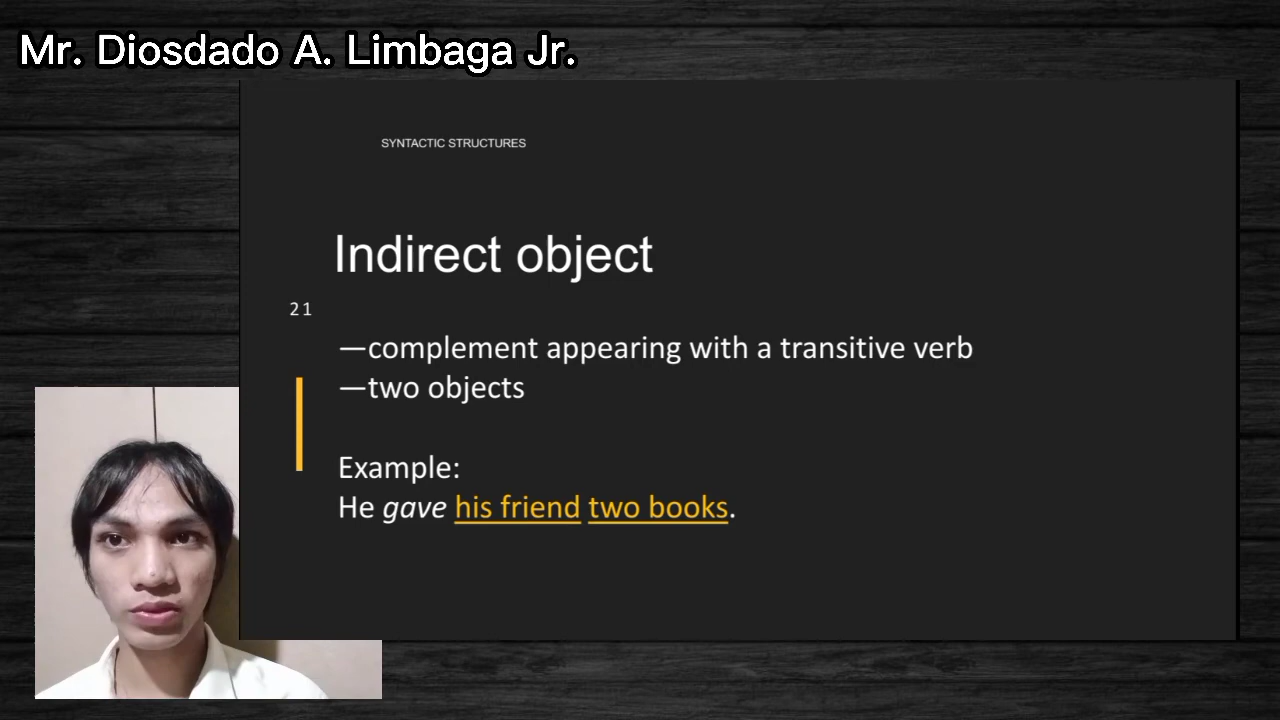 Mr. Diosdado A. Limbaga Jr.
SYNTACTIC STRUCTURES
Indirect object
21
—complement appearing with a transitive verb
—two objects
Example:
He gave his friend two books.